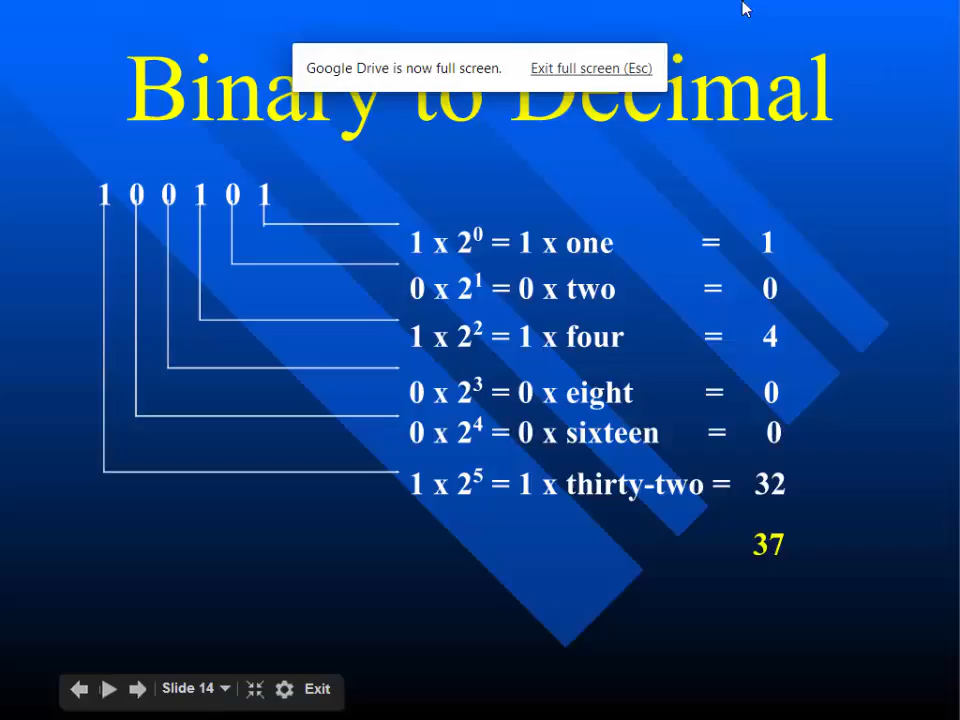 Google Drive is now full screen. Exit full screen (Esc)
Binary to Decimal
1 0 0 1 0 1
1 x 2⁰ = 1 x one = 1
0 x 2¹ = 0 x two = 0
1 x 2² = 1 x four = 4
0 x 2³ = 0 x eight = 0
0 x 2⁴ = 0 x sixteen = 0
1 x 2⁵ = 1 x thirty-two = 32
37
Slide 14 Exit